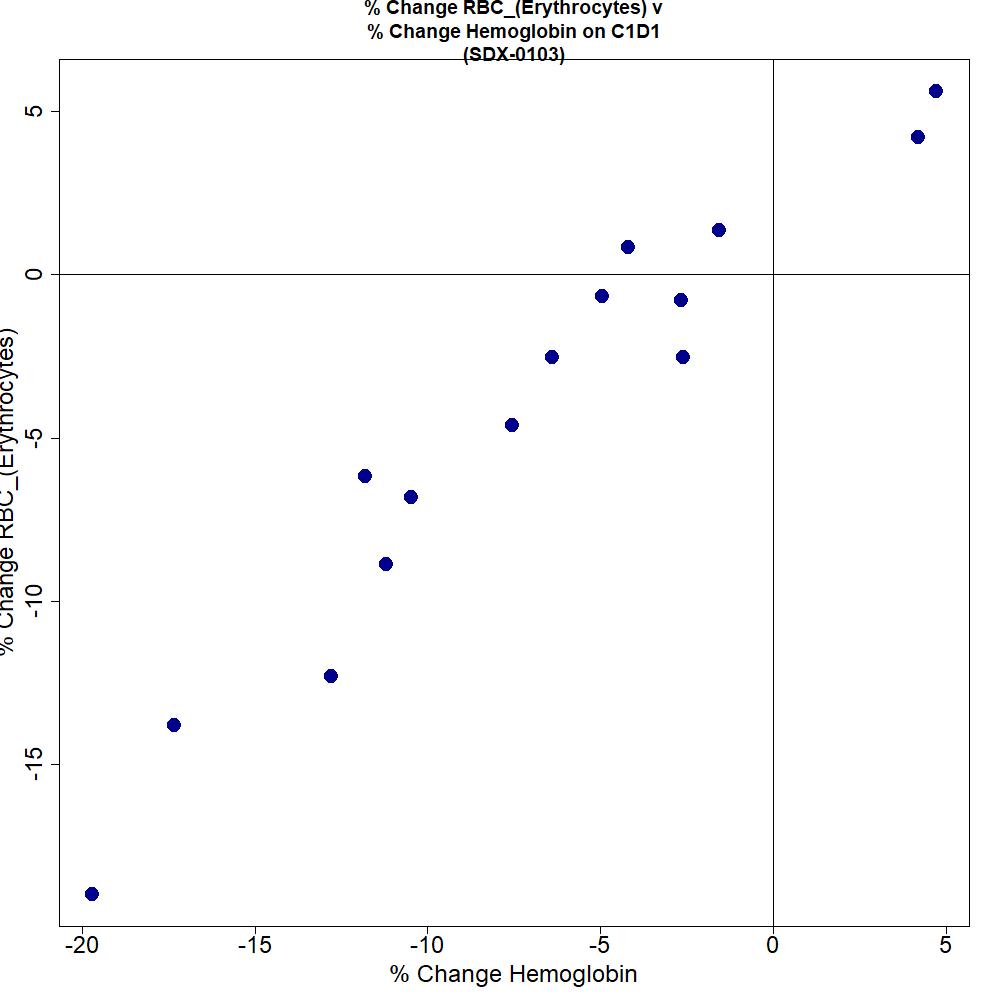 % Change RBC_(Erythrocytes) v
% Change Hemoglobin on C1D1
(SDX-0103)
% Change RBC_(Erythrocytes)
5
0
-5
-10
-15
-20
-15
-10
-5
0
5
% Change Hemoglobin